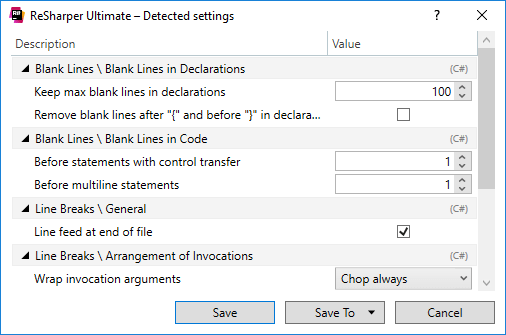 ReSharper Ultimate – Detected settings
Description Value
Blank Lines \ Blank Lines in Declarations (C#)
Keep max blank lines in declarations 100
Remove blank lines after "{" and before "}" in declara...
Blank Lines \ Blank Lines in Code (C#)
Before statements with control transfer 1
Before multiline statements 1
Line Breaks \ General (C#)
Line feed at end of file
Line Breaks \ Arrangement of Invocations (C#)
Wrap invocation arguments Chop always
Save Save To Cancel